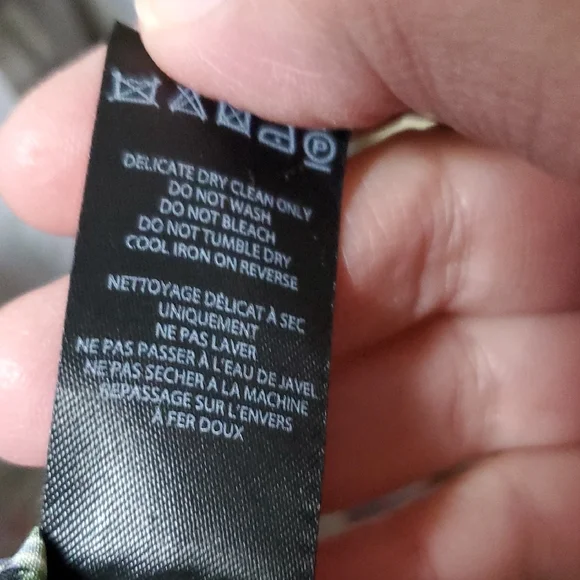 P
DELICATE DRY CLEAN ONLY
DO NOT WASH
DO NOT BLEACH
DO NOT TUMBLE DRY
COOL IRON ON REVERSE
NETTOYAGE DÉLICAT À SEC
UNIQUEMENT
NE PAS LAVER
NE PAS PASSER À L'EAU DE JAVEL
NE PAS SECHER A LA MACHINE
REPASSAGE SUR L'ENVERS
À FER DOUX